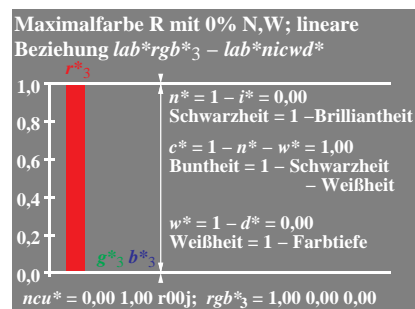 Maximalfarbe R mit 0% N,W; lineare
Beziehung lab*rgb*3 – lab*nicwd*
r*3
1,0
n* = 1 – i* = 0,00
Schwarzheit = 1 –Brilliantheit
0,8
c* = 1 – n* – w* = 1,00
0,6
Buntheit = 1 – Schwarzheit
– Weißheit
0,4
w* = 1 – d* = 0,00
0,2
Weißheit = 1 – Farbtiefe
g*3 b*3
0,0
ncu* = 0,00 1,00 r00j; rgb*3 = 1,00 0,00 0,00